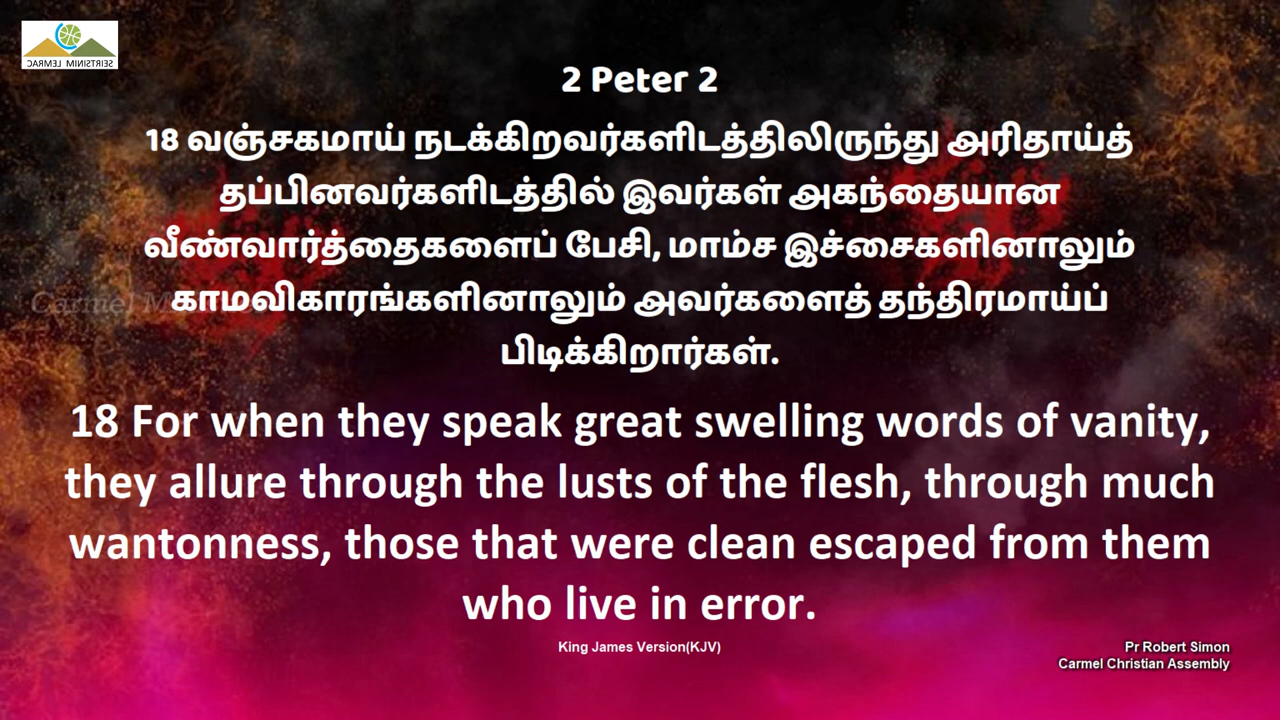 CARMEL MINISTRIES
2 Peter 2
18 வஞ்சகமாய் நடக்கிறவர்களிடத்திலிருந்து அரிதாய்த்
தப்பினவர்களிடத்தில் இவர்கள் அகந்தையான
வீண்வார்த்தைகளைப் பேசி, மாம்ச இச்சைகளினாலும்
காமவிகாரங்களினாலும் அவர்களைத் தந்திரமாய்ப்
பிடிக்கிறார்கள்.
Carmel
18 For when they speak great swelling words of vanity,
they allure through the lusts of the flesh, through much
wantonness, those that were clean escaped from them
who live in error.
King James Version(KJV)
Pr Robert Simon
Carmel Christian Assembly